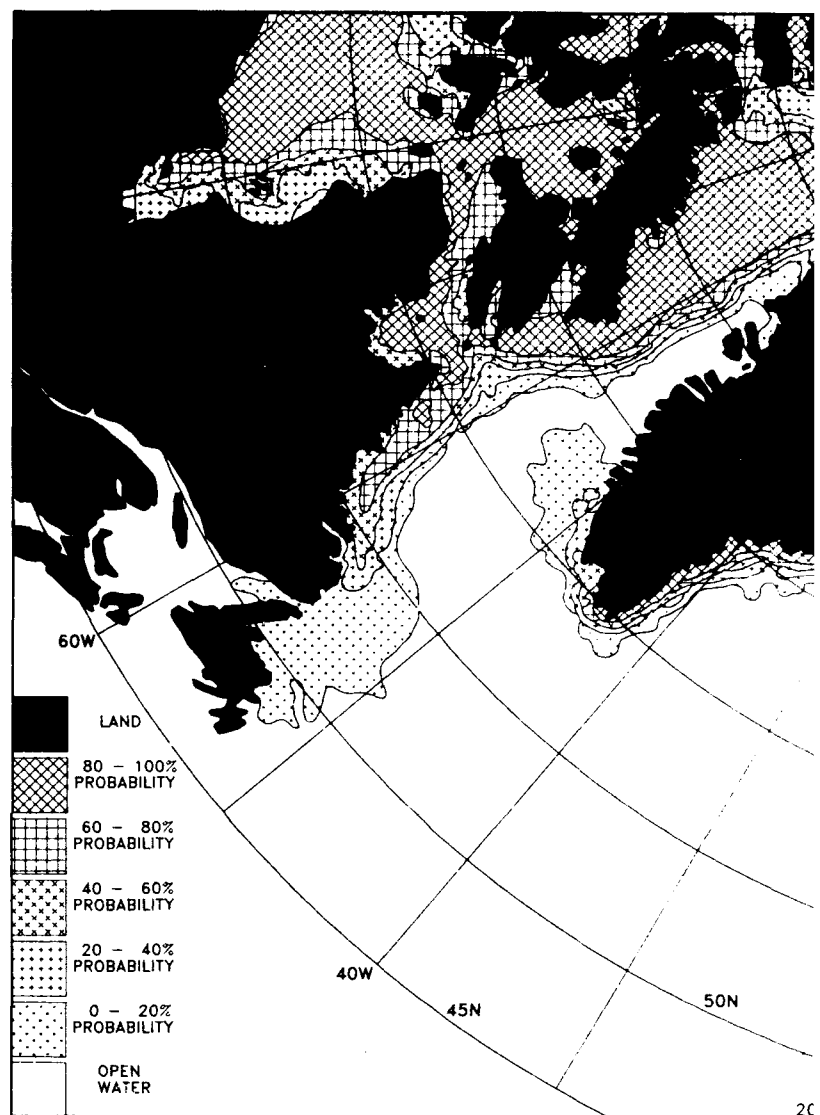 60W
LAND
80 – 100%
PROBABILITY
60 – 80%
PROBABILITY
40 – 60%
PROBABILITY
20 – 40%
PROBABILITY
0 – 20%
PROBABILITY
OPEN
WATER
40W
45N
50N
20